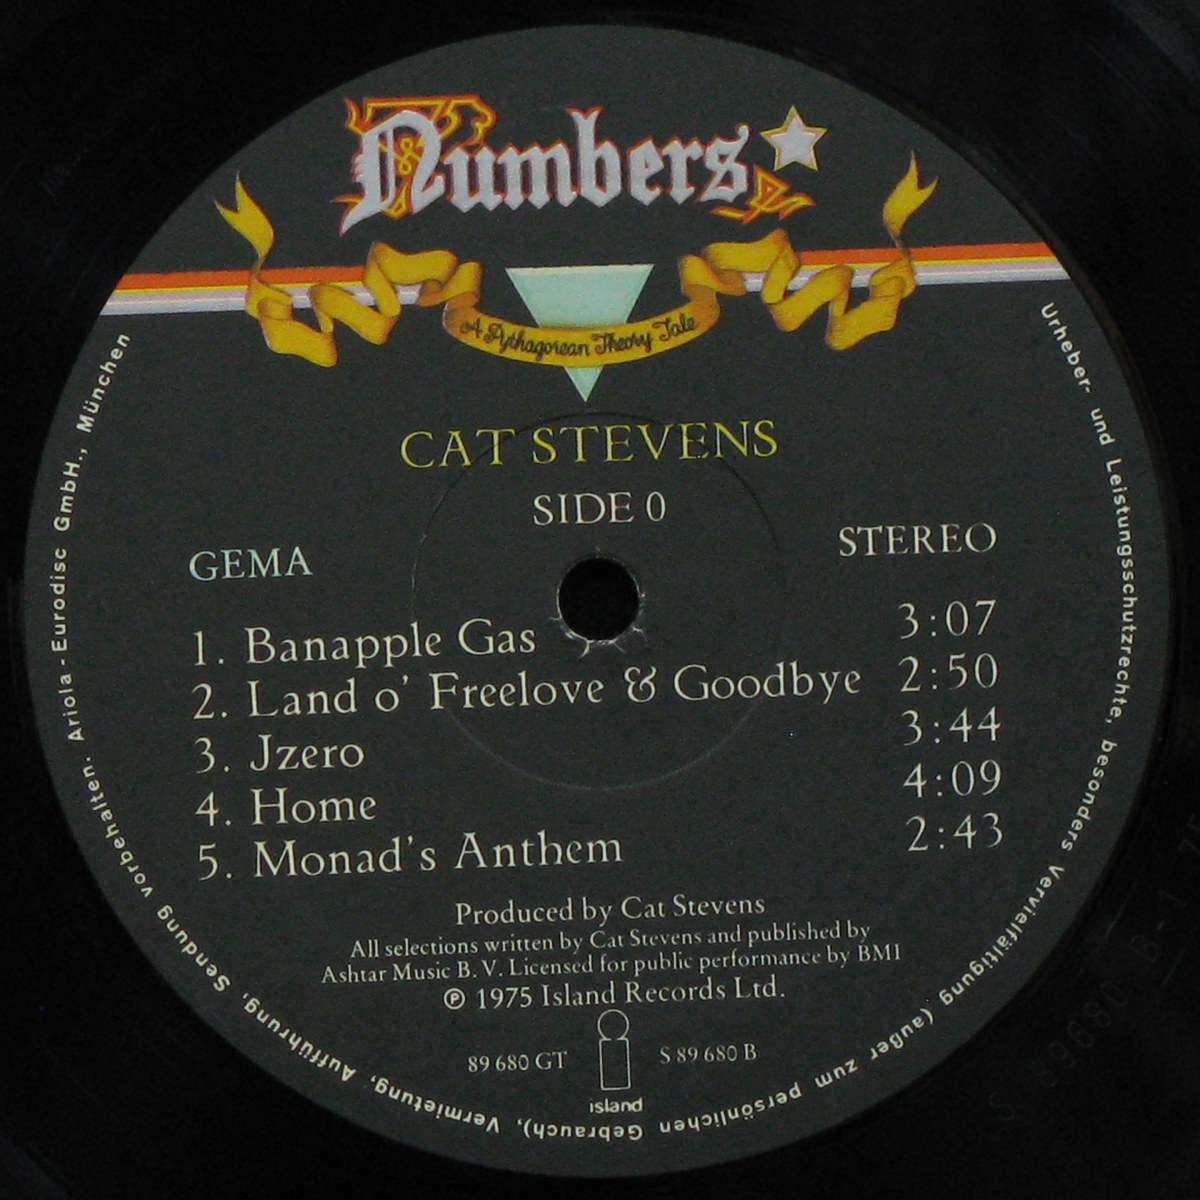 Numbers
A Pythagorean Theory Tale
CAT STEVENS
SIDE 0
GEMA
STEREO
1. Banapple Gas 3:07
2. Land o' Freelove & Goodbye 2:50
3. Jzero 3:44
4. Home 4:09
5. Monad's Anthem 2:43
Produced by Cat Stevens
All selections written by Cat Stevens and published by
Ashtar Music B. V. Licensed for public performance by BMI
℗ 1975 Island Records Ltd.
89 680 GT
S 89 680 B
island
Urheber- und Leistungsschutzrechte, besonders Vervielfältigung (außer zum persönlichen Gebrauch), Vermietung, Aufführung, Sendung vorbehalten. Ariola-Eurodisc GmbH., München